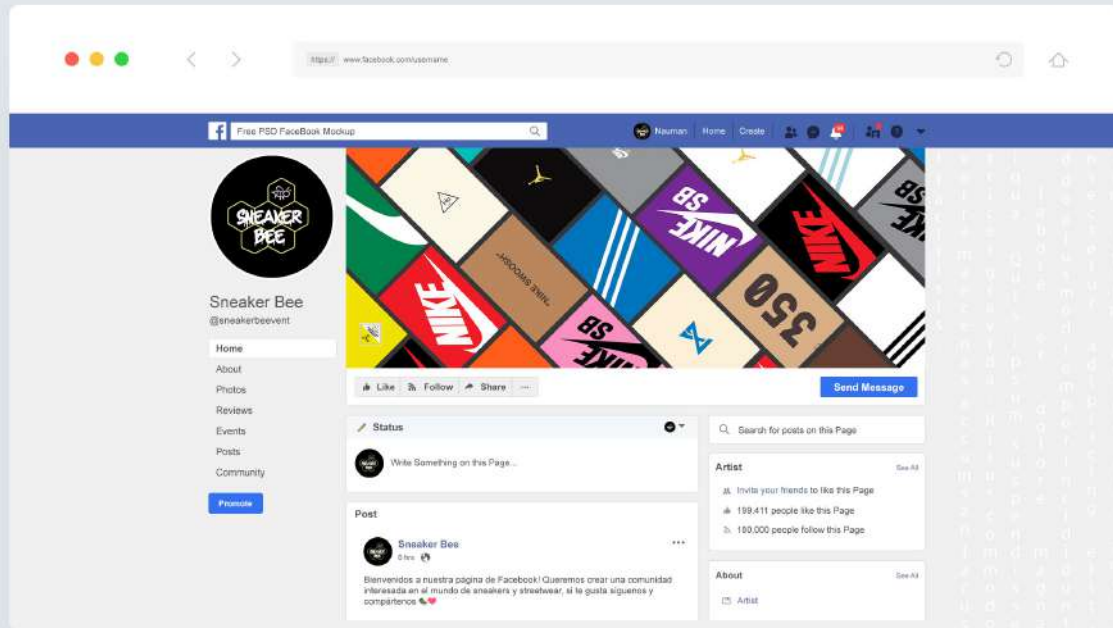 https:// www.facebook.com/username
Free PSD FaceBook Mockup
Nauman Home Create
SNEAKER
BEE
Sneaker Bee
@sneakerbeevent
Home
About
Photos
Reviews
Events
Posts
Community
Promote
NIKE
"NIKE SWOOSH"
NIKE
SB
NIKE
SB
350
NIKE
SB
NIKE
Like Follow Share ...
Send Message
Status
Write Something on this Page...
Post
Sneaker Bee
Bienvenidos a nuestra página de Facebook! Queremos crear una comunidad
interesada en el mundo de sneakers y streetwear, si te gusta síguenos y
compártenos
Search for posts on this Page
Artist See All
Invite your friends to like this Page
199,411 people like this Page
180,000 people follow this Page
About See All
Artist